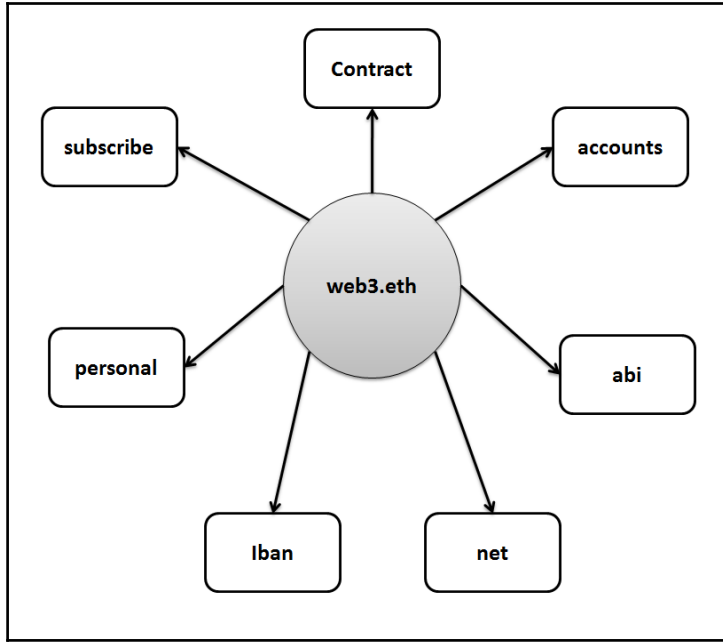 Contract
subscribe
accounts
web3.eth
personal
abi
Iban
net